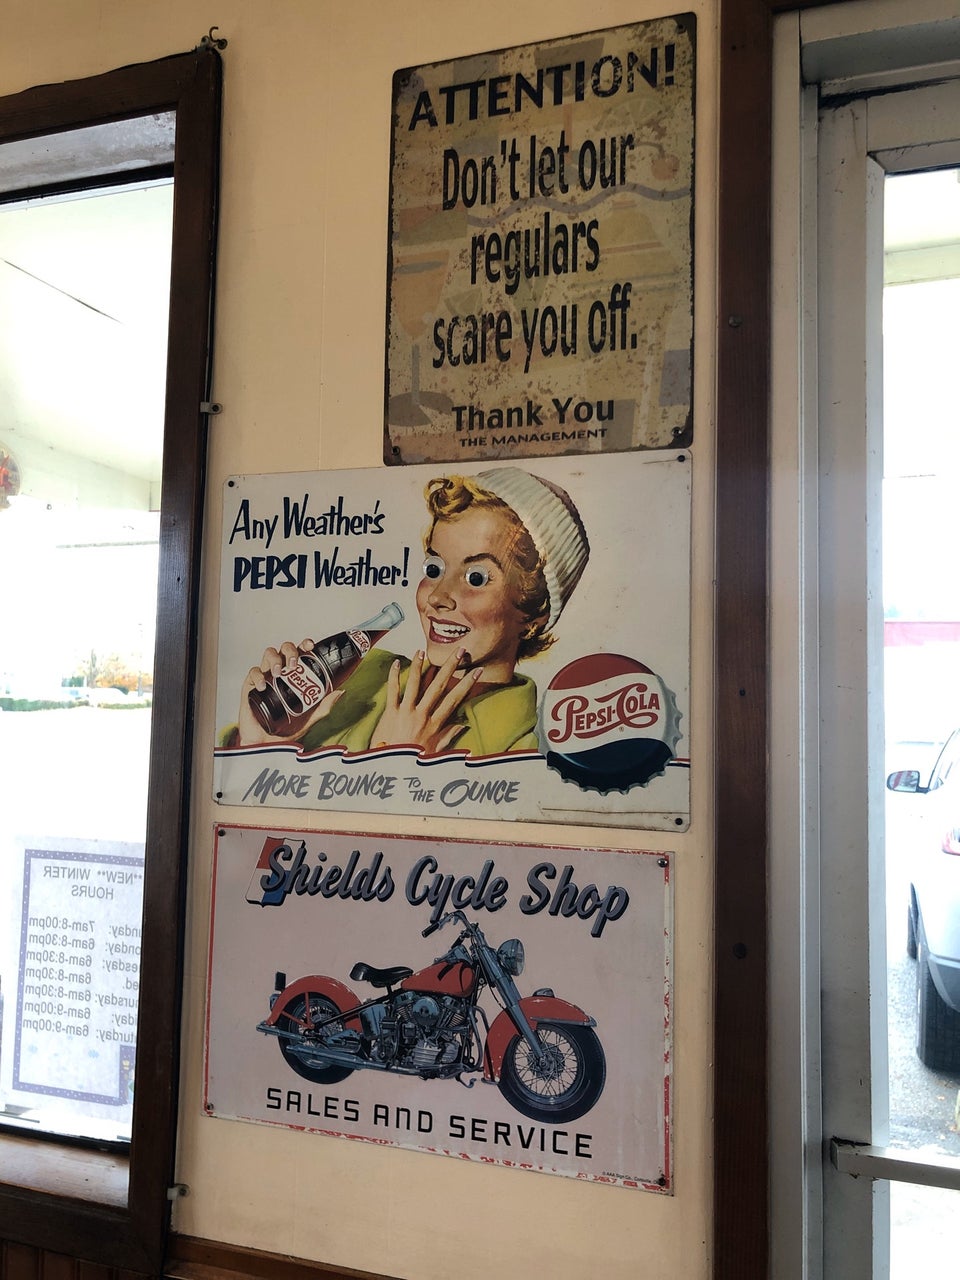 ATTENTION!
Don't let our
regulars
scare you off.
Thank You
THE MANAGEMENT
Any Weather's
PEPSI Weather!
PEPSI-COLA
PEPSI-COLA
MORE BOUNCE TO THE OUNCE
Shields Cycle Shop
SALES AND SERVICE
**NEW** WINTER
HOURS
7am-8:00pm
6am-8:30pm
6am-8:30pm
6am-8:30pm
6am-8:30pm
6am-9:00pm
6am-9:00pm